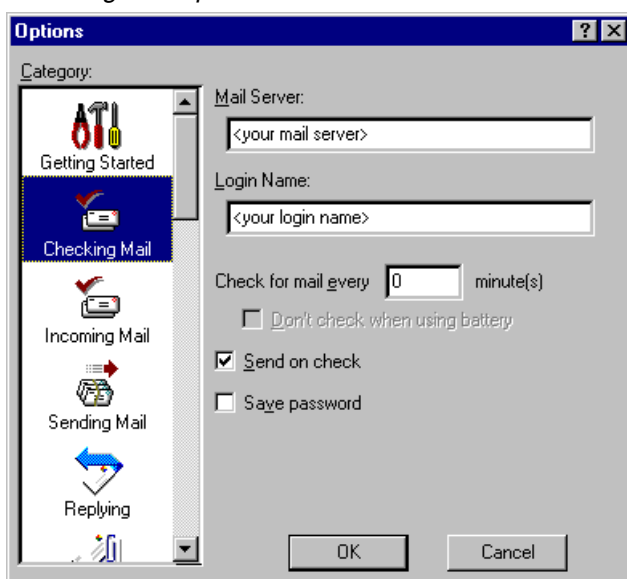 Options
Category:
Getting Started
Checking Mail
Incoming Mail
Sending Mail
Replying
Mail Server:
<your mail server>
Login Name:
<your login name>
Check for mail every 0 minute(s)
Don't check when using battery
Send on check
Save password
OK Cancel